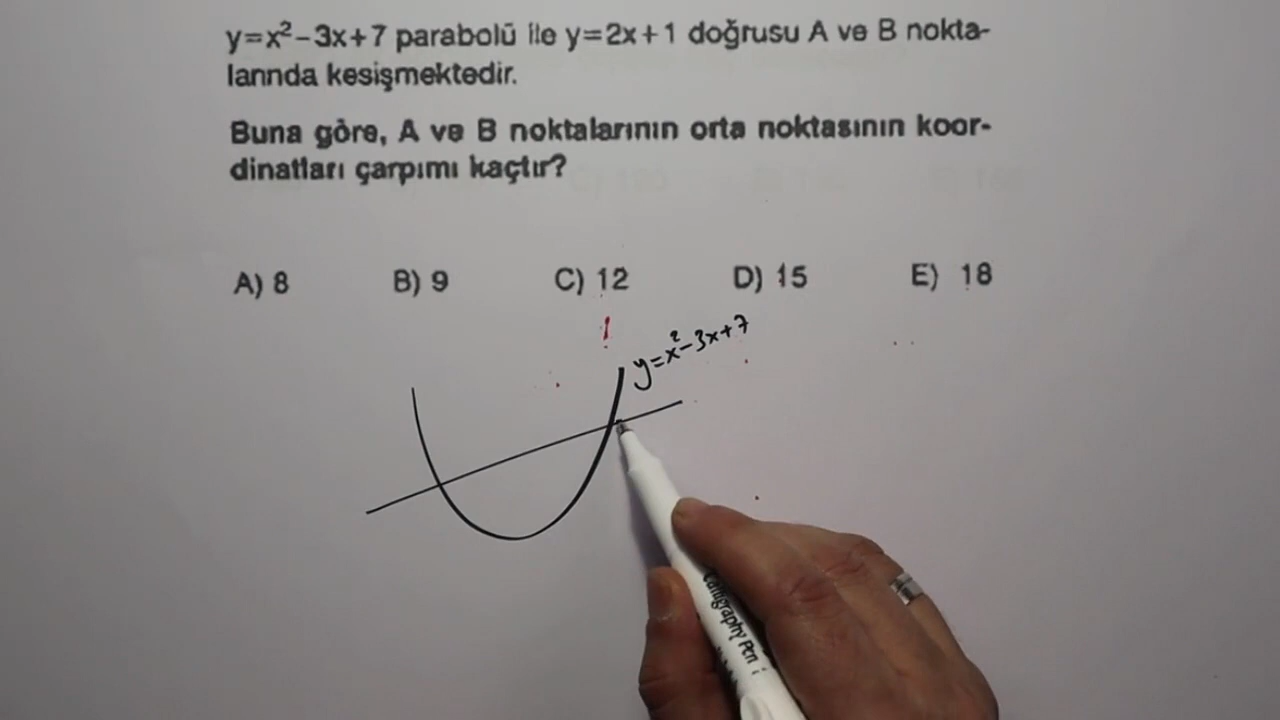 y=x²-3x+7 parabolü ile y=2x+1 doğrusu A ve B nokta-
larında kesişmektedir.
Buna göre, A ve B noktalarının orta noktasının koor-
dinatları çarpımı kaçtır?
A) 8 B) 9 C) 12 D) 15 E) 18
!
y=x²-3x+7
Calligraphy Pen